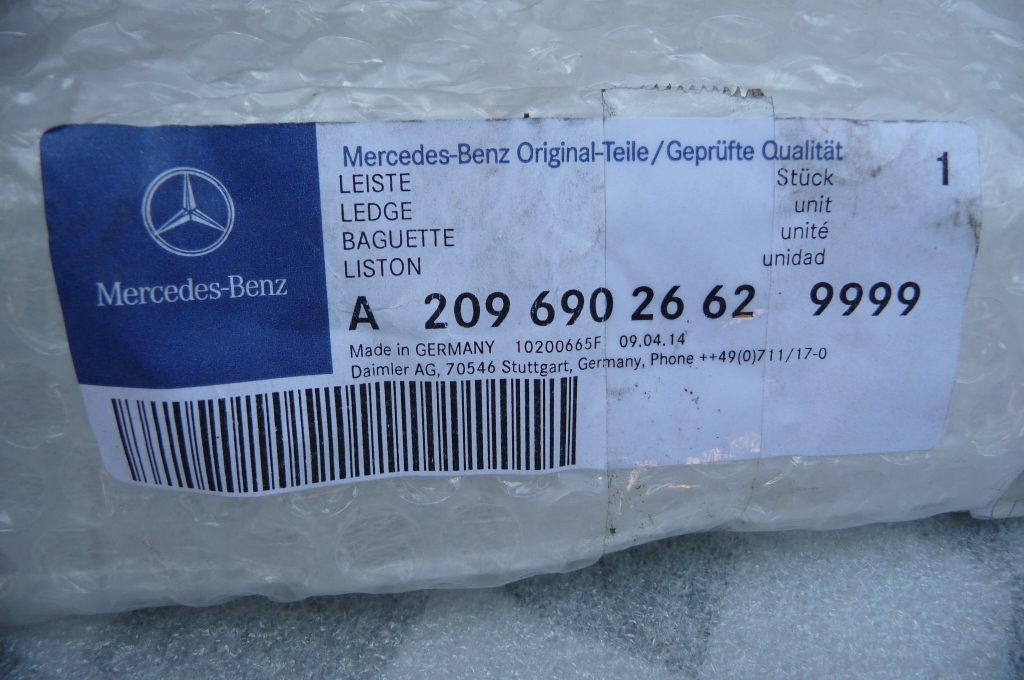 Mercedes-Benz
Mercedes-Benz Original-Teile/Geprüfte Qualität
LEISTE
LEDGE
BAGUETTE
LISTON
Stück 1
unit
unité
unidad
A 209 690 26 62 9999
Made in GERMANY 10200665F 09.04.14
Daimler AG, 70546 Stuttgart, Germany, Phone ++49(0)711/17-0